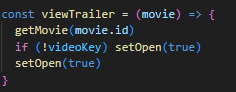 const viewTrailer = (movie) => {
getMovie(movie.id)
if (!videoKey) setOpen(true)
setOpen(true)
}